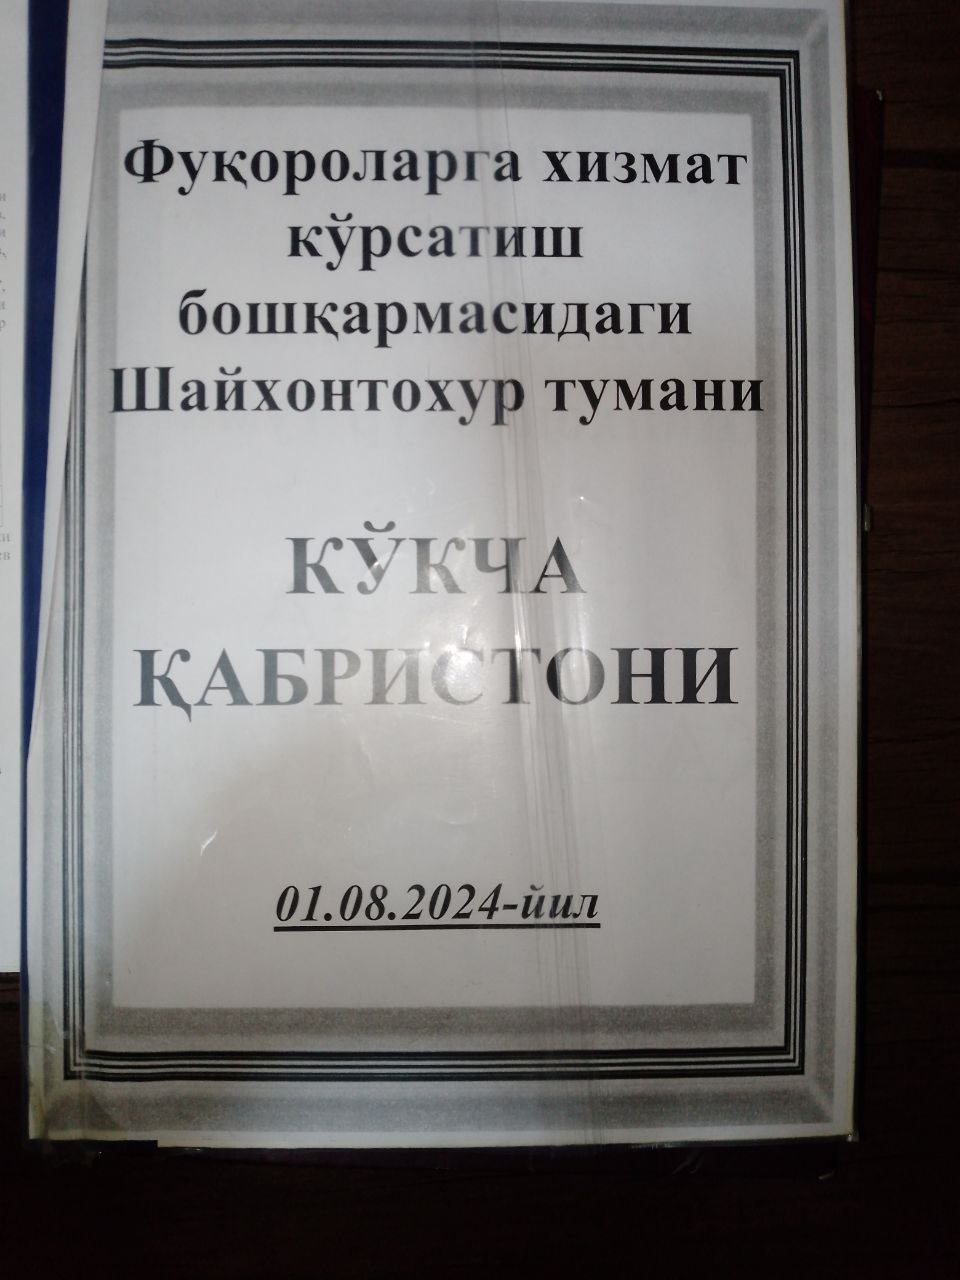 Фуқороларга хизмат
кўрсатиш
бошқармасидаги
Шайхонтохур тумани
КЎКЧА
ҚАБРИСТОНИ
01.08.2024-йил